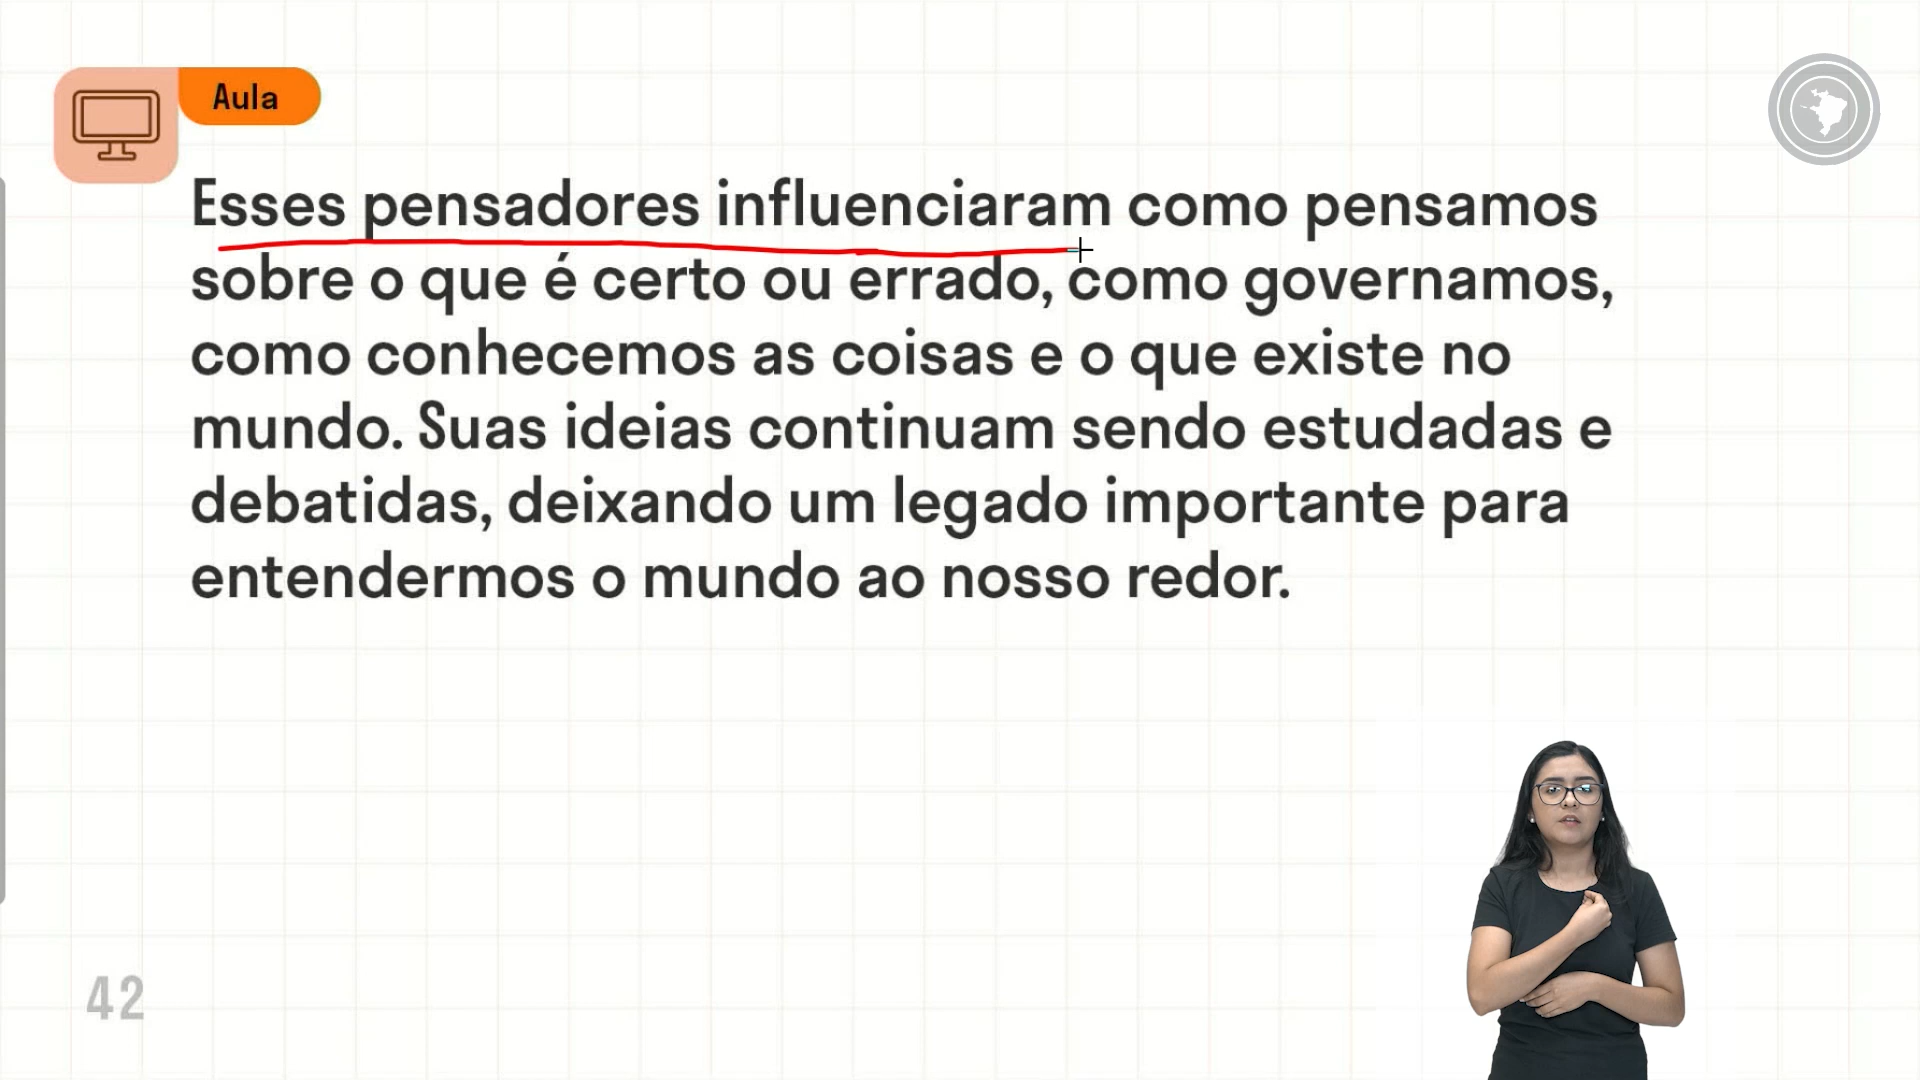 Aula
Esses pensadores influenciaram como pensamos
sobre o que é certo ou errado, como governamos,
como conhecemos as coisas e o que existe no
mundo. Suas ideias continuam sendo estudadas e
debatidas, deixando um legado importante para
entendermos o mundo ao nosso redor.
42